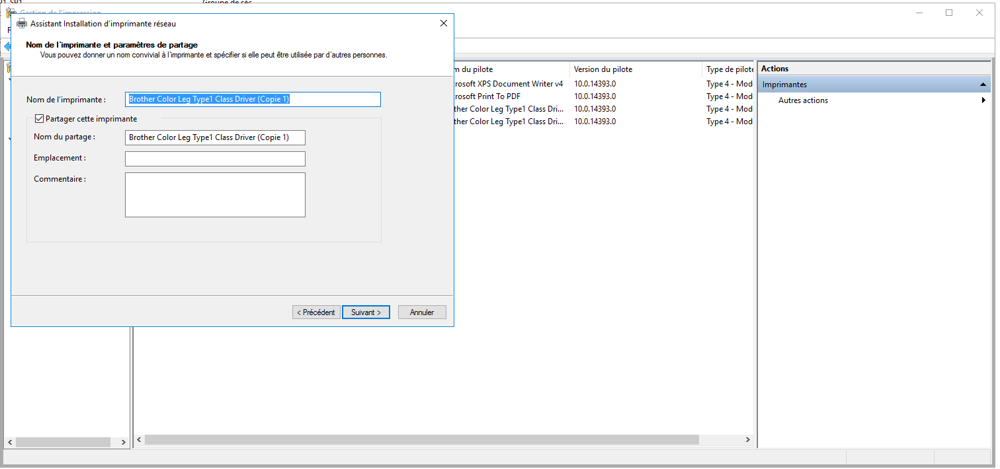 Groupe de séc
Gestion de l'impression
Assistant Installation d'imprimante réseau
Nom de l'imprimante et paramètres de partage
Vous pouvez donner un nom convivial à l'imprimante et spécifier si elle peut être utilisée par d'autres personnes.
Nom de l'imprimante :
Brother Color Leg Type1 Class Driver (Copie 1)
Partager cette imprimante
Nom du partage :
Brother Color Leg Type1 Class Driver (Copie 1)
Emplacement :
Commentaire :
< Précédent
Suivant >
Annuler
m du pilote Version du pilote Type de pilote
rosoft XPS Document Writer v4 10.0.14393.0 Type 4 - Mod
rosoft Print To PDF 10.0.14393.0 Type 4 - Mod
ther Color Leg Type1 Class Dri... 10.0.14393.0 Type 4 - Mod
ther Color Leg Type1 Class Dri... 10.0.14393.0 Type 4 - Mod
Actions
Imprimantes
Autres actions